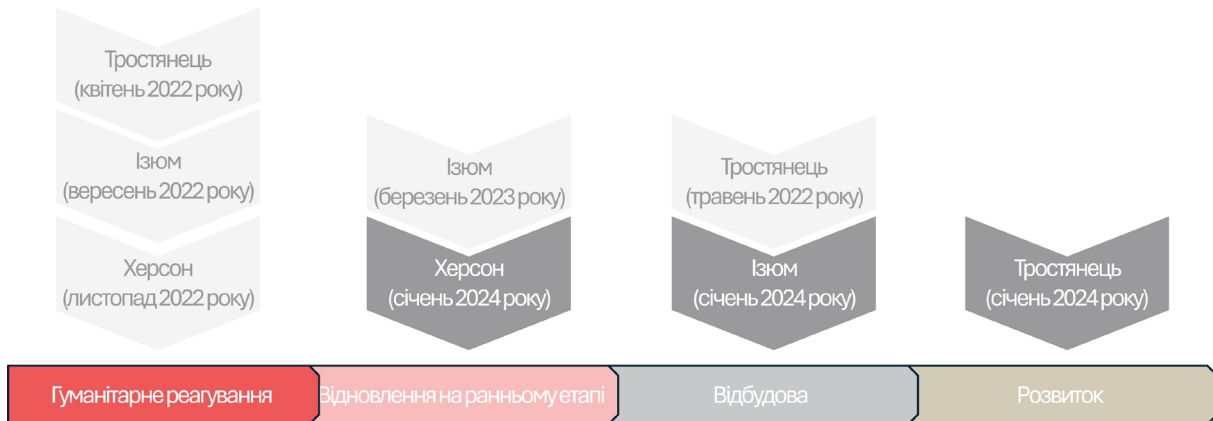 Тростянець
(квітень 2022 року)
Ізюм
(вересень 2022 року)
Херсон
(листопад 2022 року)
Ізюм
(березень 2023 року)
Херсон
(січень 2024 року)
Тростянець
(травень 2022 року)
Ізюм
(січень 2024 року)
Тростянець
(січень 2024 року)
Гуманітарне реагування
Відновлення на ранньому етапі
Відбудова
Розвиток